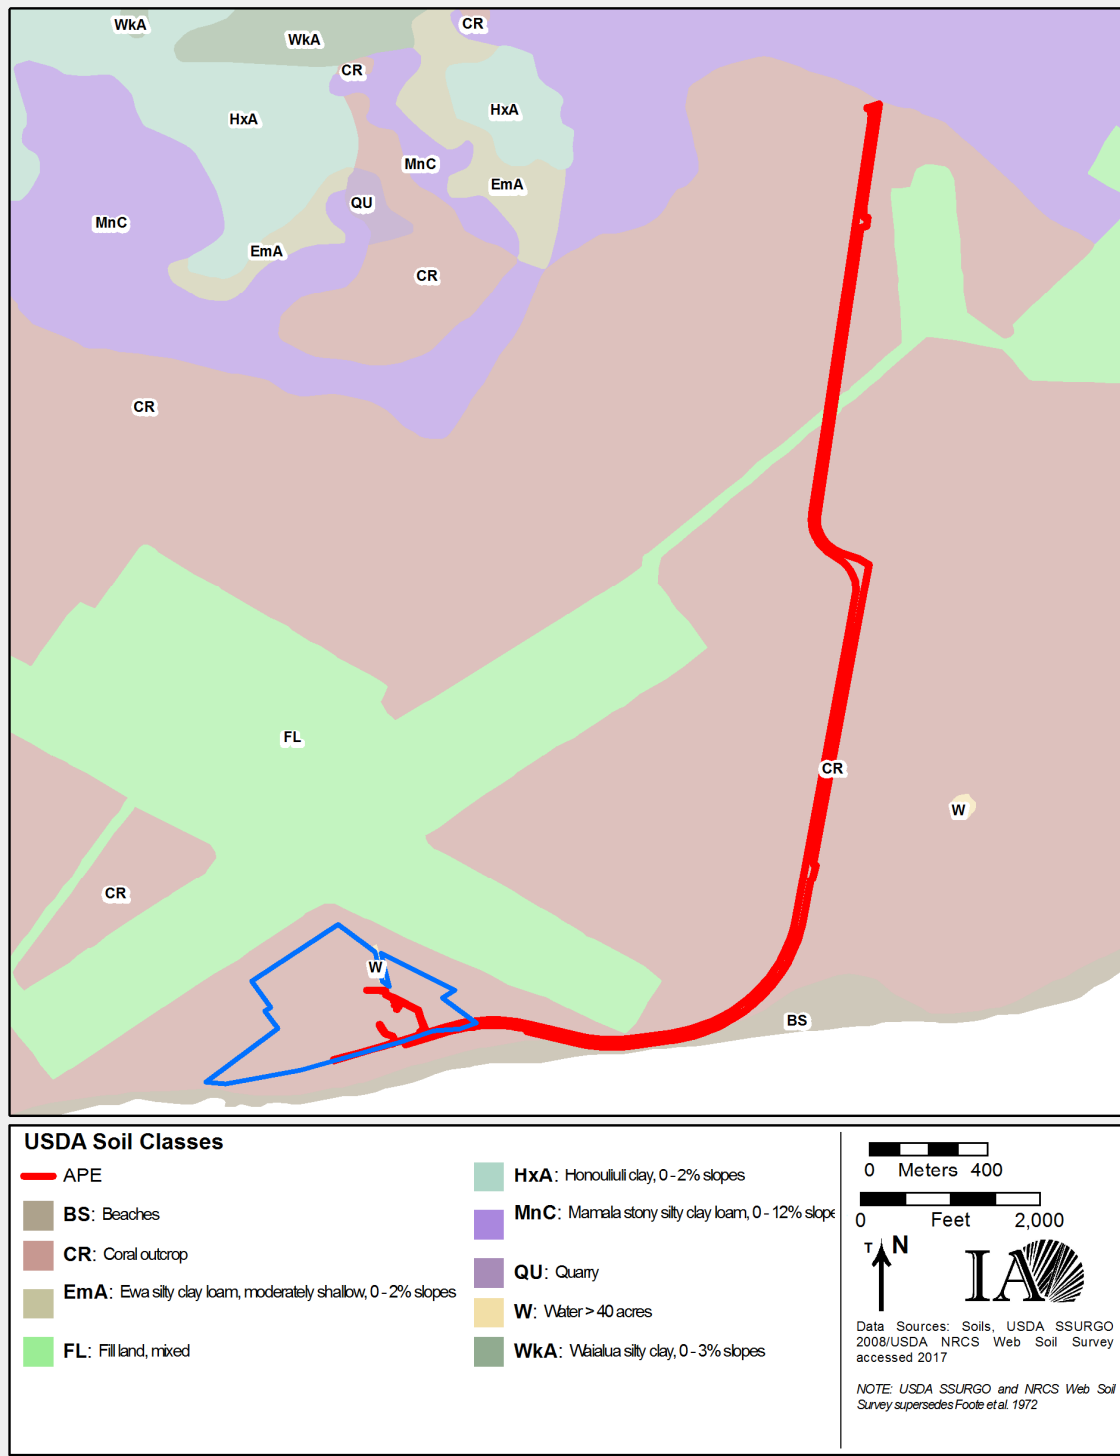 WkA
WkA
CR
CR
HxA
HxA
MnC
EmA
QU
MnC
EmA
CR
CR
FL
CR
W
CR
W
BS
USDA Soil Classes
APE
BS: Beaches
CR: Coral outcrop
EmA: Ewa silty clay loam, moderately shallow, 0 - 2% slopes
FL: Fill land, mixed
HxA: Honouliuli clay, 0 - 2% slopes
MnC: Mamala stony silty clay loam, 0 - 12% slope
QU: Quarry
W: Water > 40 acres
WkA: Waialua silty clay, 0 - 3% slopes
0 Meters 400
0 Feet 2,000
T N
IA
Data Sources: Soils, USDA SSURGO
2008/USDA NRCS Web Soil Survey
accessed 2017
NOTE: USDA SSURGO and NRCS Web Soil
Survey supersedes Foote et al. 1972